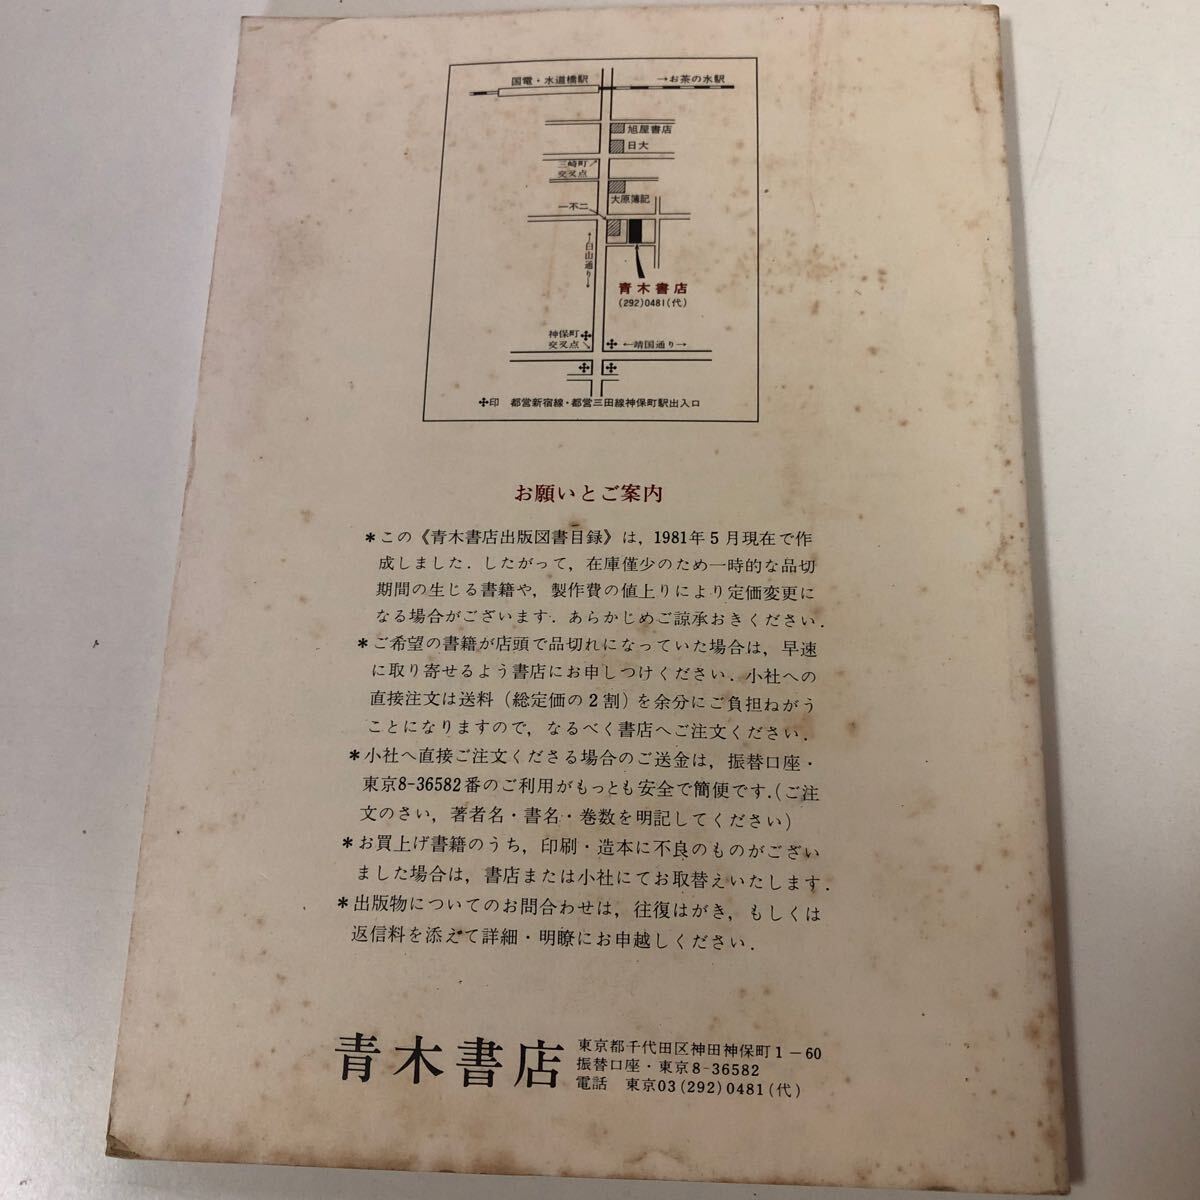 国電・水道橋駅
→お茶の水駅
旭屋書店
日大
三崎町
交叉点
大原簿記
一不二
←白山通り→
青木書店
(292)0481(代)
神保町
交叉点
←靖国通り→
印 都営新宿線・都営三田線神保町駅出入口
お願いとご案内
＊この《青木書店出版図書目録》は，1981年5月現在で作
成しました．したがって，在庫僅少のため一時的な品切
期間の生じる書籍や，製作費の値上りにより定価変更に
なる場合がございます．あらかじめご諒承おきください．
＊ご希望の書籍が店頭で品切れになっていた場合は，早速
に取り寄せるよう書店にお申しつけください．小社への
直接注文は送料（総定価の2割）を余分にご負担ねがう
ことになりますので，なるべく書店へご注文ください．
＊小社へ直接ご注文くださる場合のご送金は，振替口座・
東京8-36582番のご利用がもっとも安全で簡便です．（ご注
文のさい，著者名・書名・巻数を明記してください）
＊お買上げ書籍のうち，印刷・造本に不良のものがござい
ました場合は，書店または小社にてお取替えいたします．
＊出版物についてのお問合わせは，往復はがき，もしくは
返信料を添えて詳細・明瞭にお申越しください．
青木書店
東京都千代田区神田神保町1-60
振替口座・東京8-36582
電話 東京03(292)0481(代)